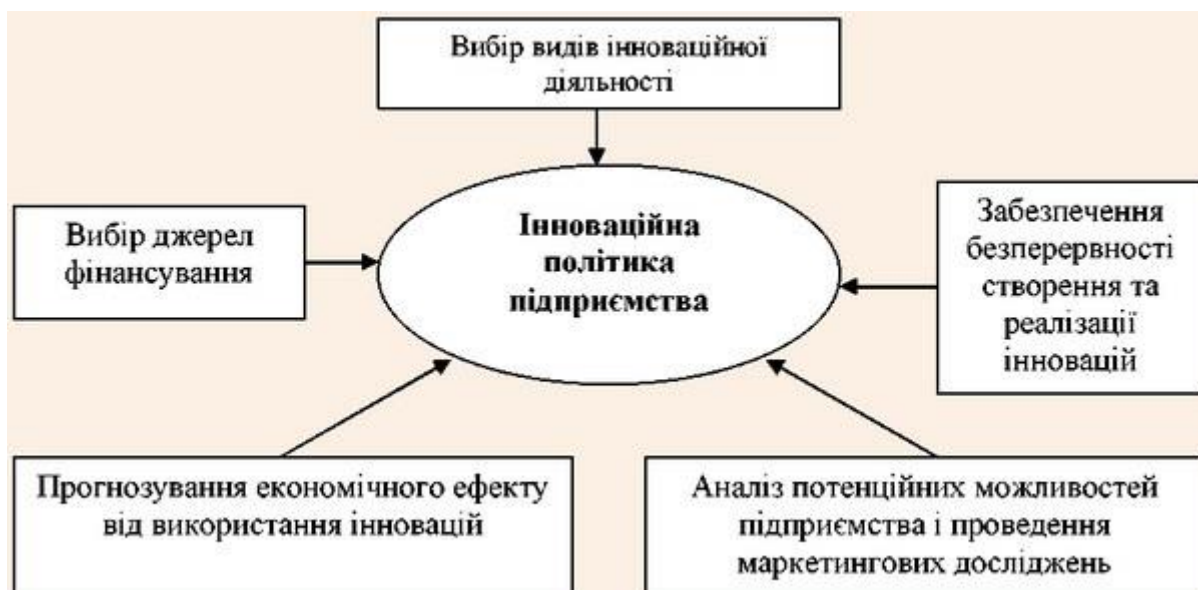 Вибір видів інноваційної
діяльності
Вибір джерел
фінансування
Інноваційна
політика
підприємства
Забезпечення
безперервності
створення та
реалізації
інновацій
Прогнозування економічного ефекту
від використання інновацій
Аналіз потенційних можливостей
підприємства і проведення
маркетингових досліджень